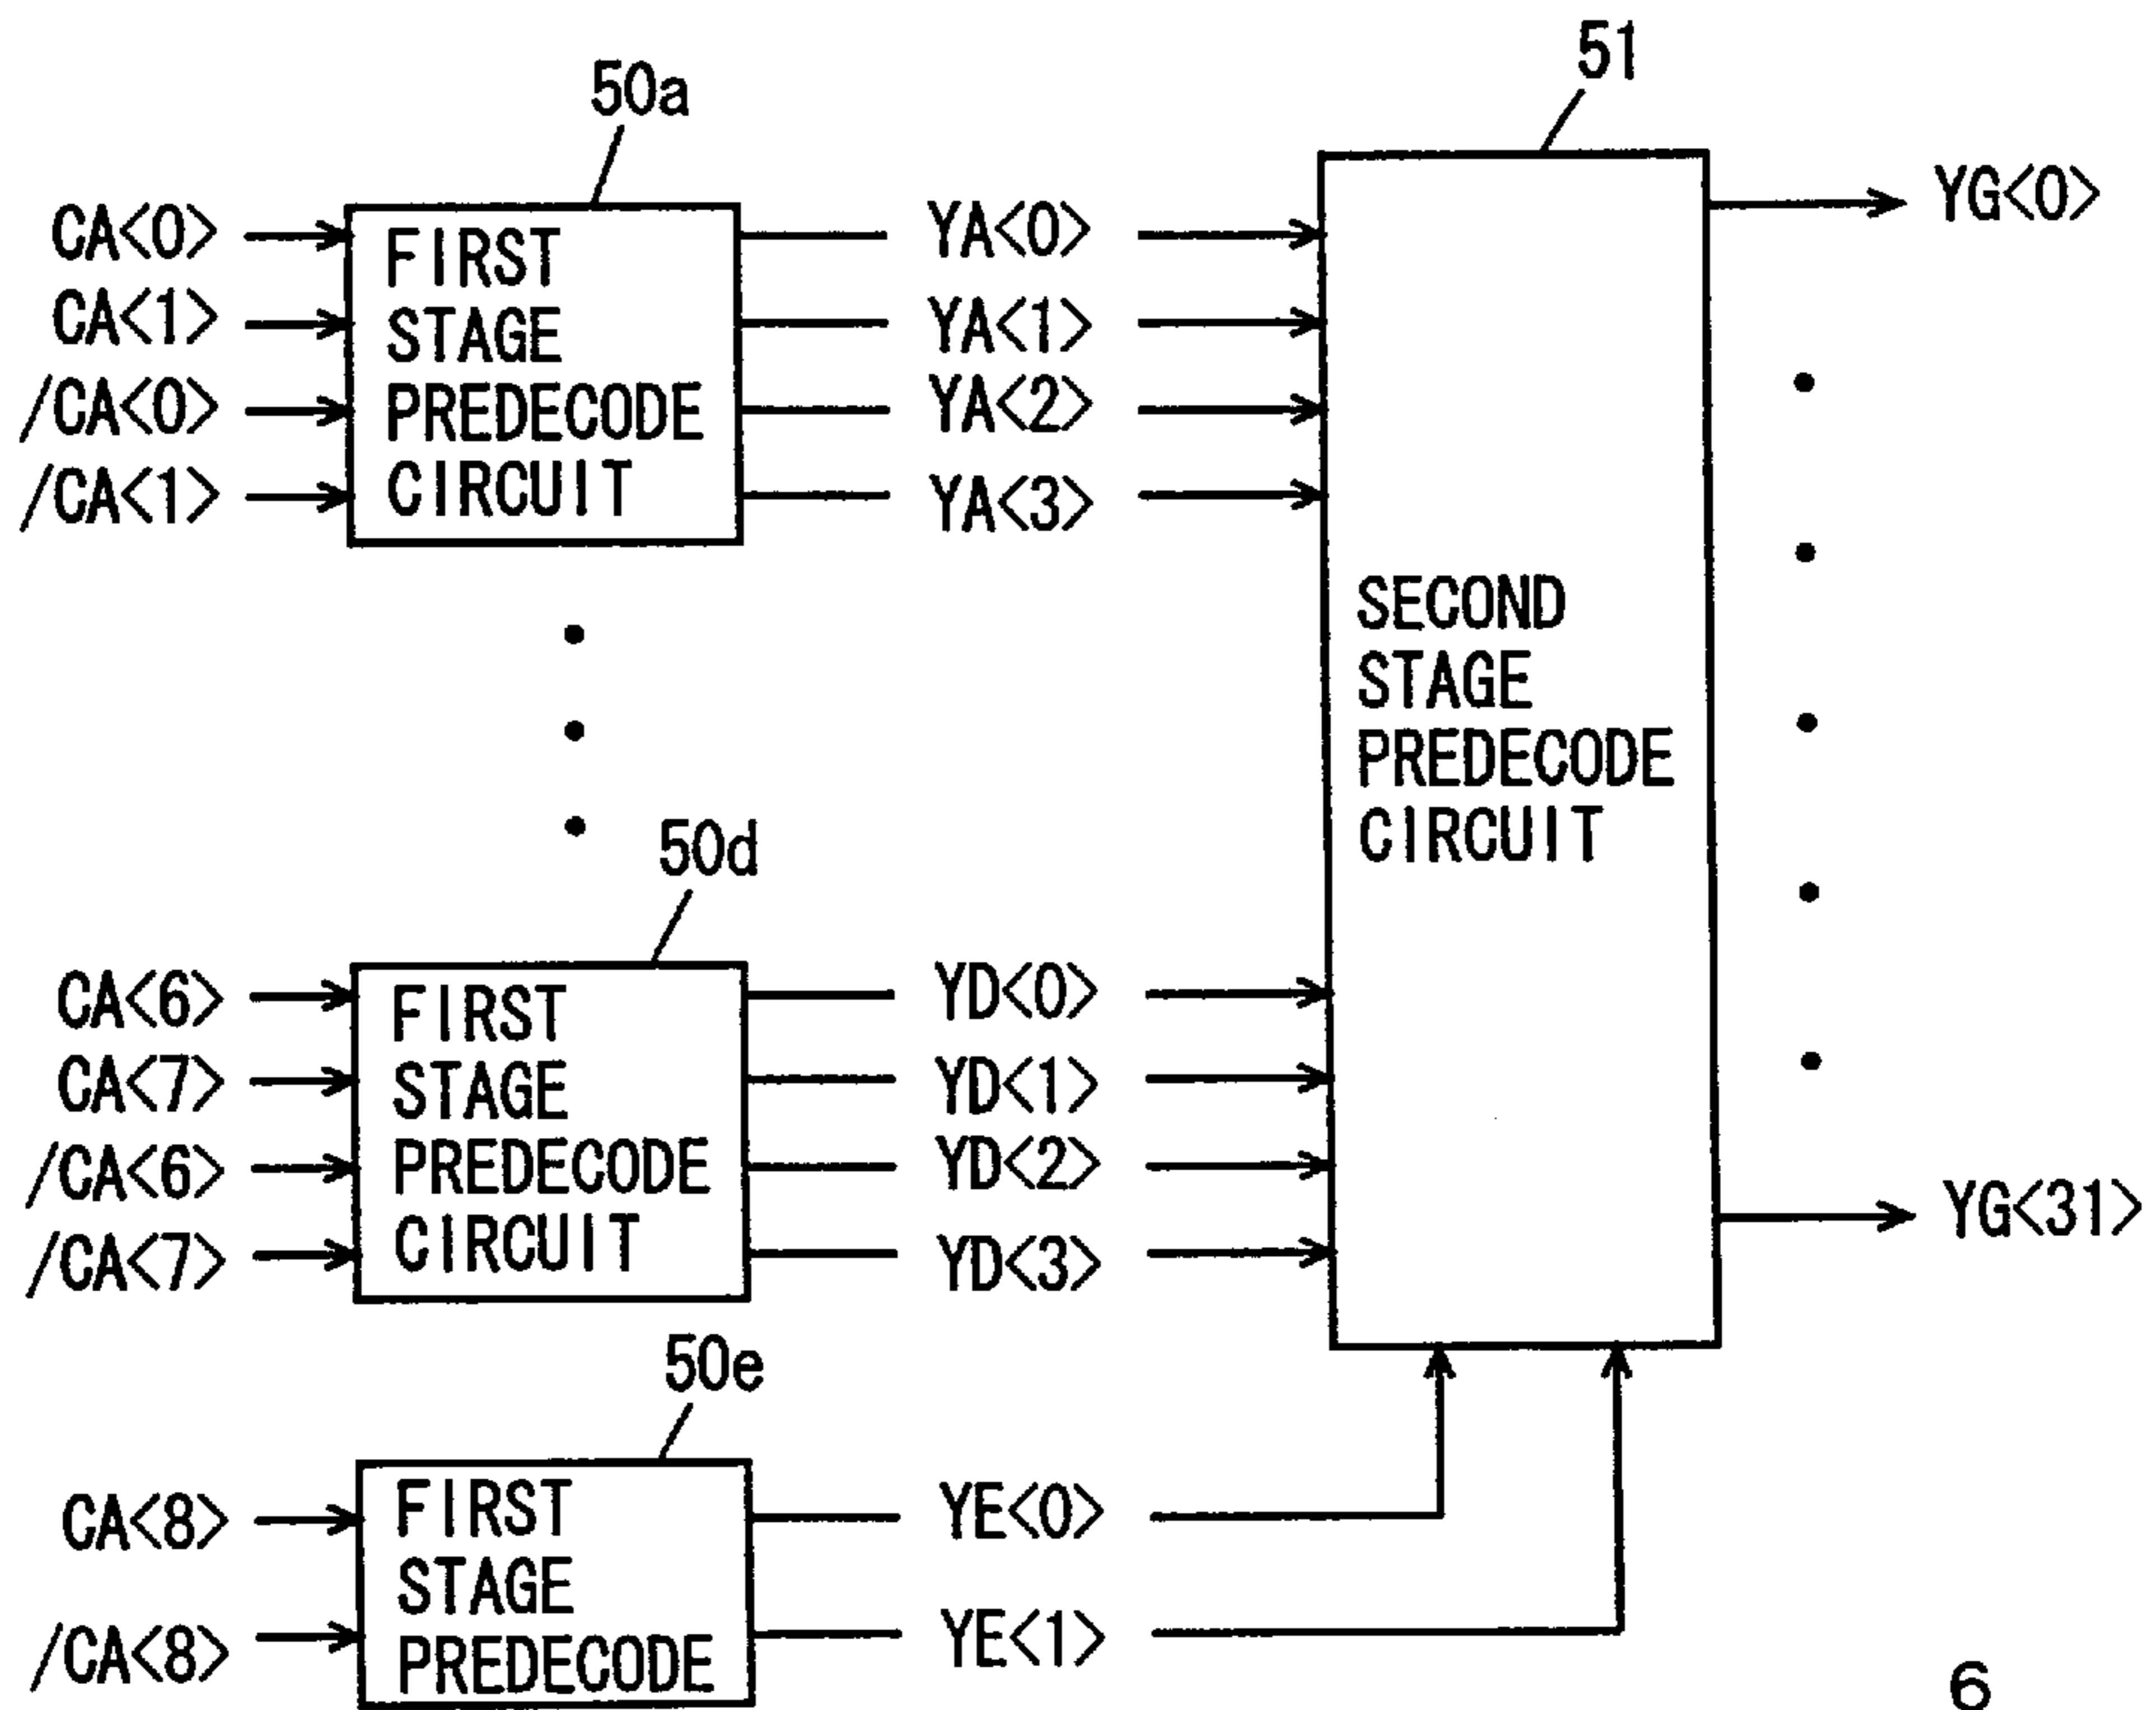 51
50a
CA<0>
CA<1>
/CA<0>
/CA<1>
FIRST
STAGE
PREDECODE
CIRCUIT
YA<0>
YA<1>
YA<2>
YA<3>
SECOND
STAGE
PREDECODE
CIRCUIT
YG<0>
YG<31>
50d
CA<6>
CA<7>
/CA<6>
/CA<7>
FIRST
STAGE
PREDECODE
CIRCUIT
YD<0>
YD<1>
YD<2>
YD<3>
50e
CA<8>
/CA<8>
FIRST
STAGE
PREDECODE
YE<0>
YE<1>
6